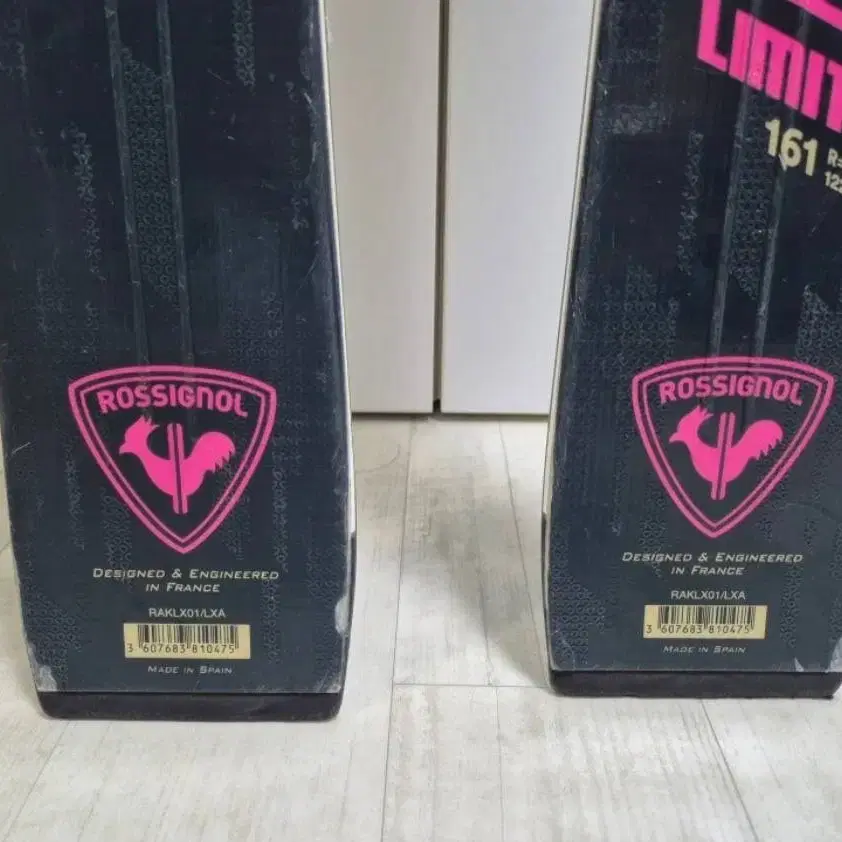 ROSSIGNOL
DESIGNED & ENGINEERED
IN FRANCE
RAKLX01/LXA
3 607683 810475
MADE IN SPAIN
161
ROSSIGNOL
DESIGNED & ENGINEERED
IN FRANCE
RAKLX01/LXA
3 607683 810475
MADE IN SPAIN